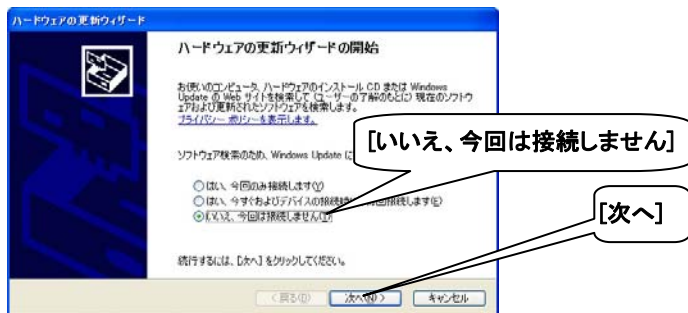 ハードウェアの更新ウィザード
ハードウェアの更新ウィザードの開始
お使いのコンピュータ、ハードウェアのインストール CD または Windows
Update の Web サイトを検索して (ユーザーの了解のもとに) 現在のソフトウ
ェアおよび更新されたソフトウェアを検索します。
プライバシー ポリシーを表示します。
ソフトウェア検索のため、Windows Update に
[いいえ、今回は接続しません]
はい、今回のみ接続します(Y)
はい、今すぐおよびデバイスの接続時には毎回接続します(E)
いいえ、今回は接続しません(T)
[次へ]
続行するには、[次へ] をクリックしてください。
< 戻る(B)
次へ(N) >
キャンセル